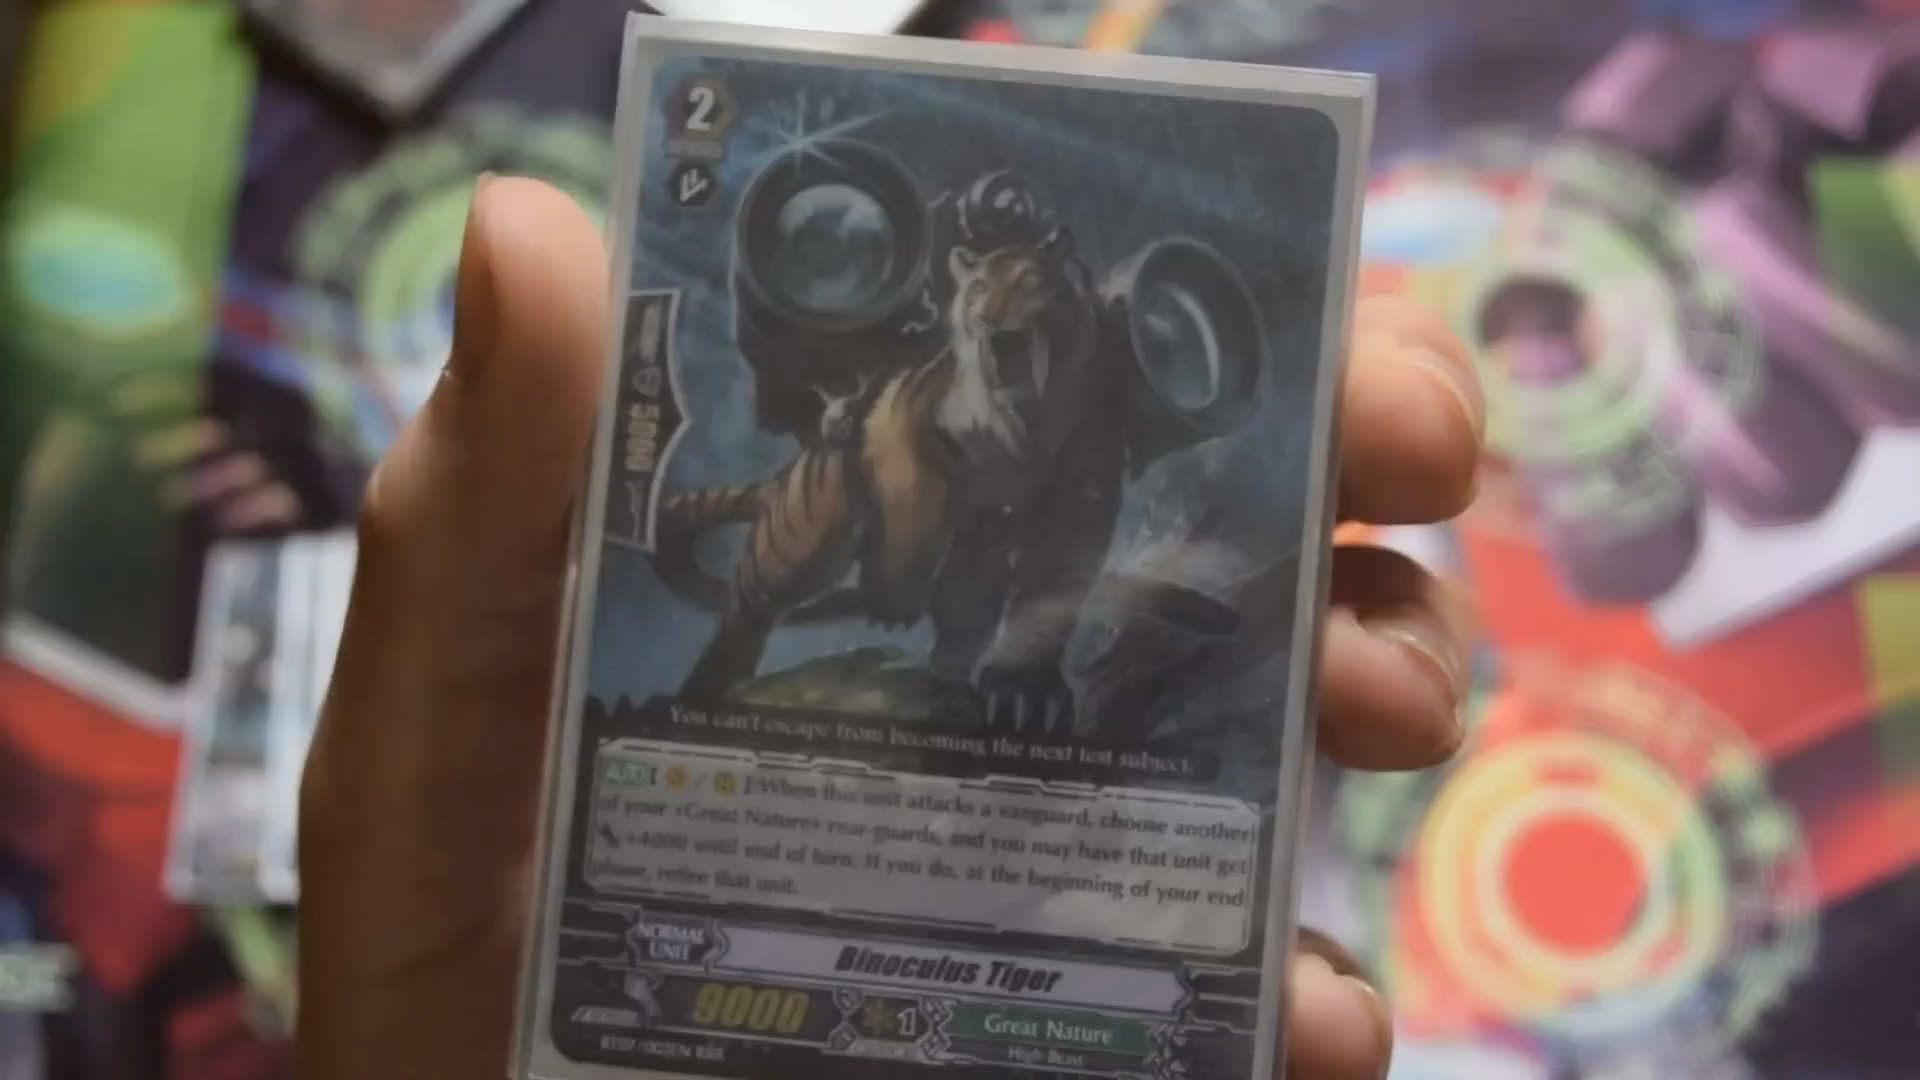 2
5000
You can't escape from becoming the next test subject.
AUTO [ / ]:When this unit attacks a vanguard, choose another
of your «Great Nature» rear-guards, and you may have that unit get
+4000 until end of turn. If you do, at the beginning of your end
phase, retire that unit.
NORMAL
UNIT
Binoculus Tiger
9000
1
Great Nature
High Beast